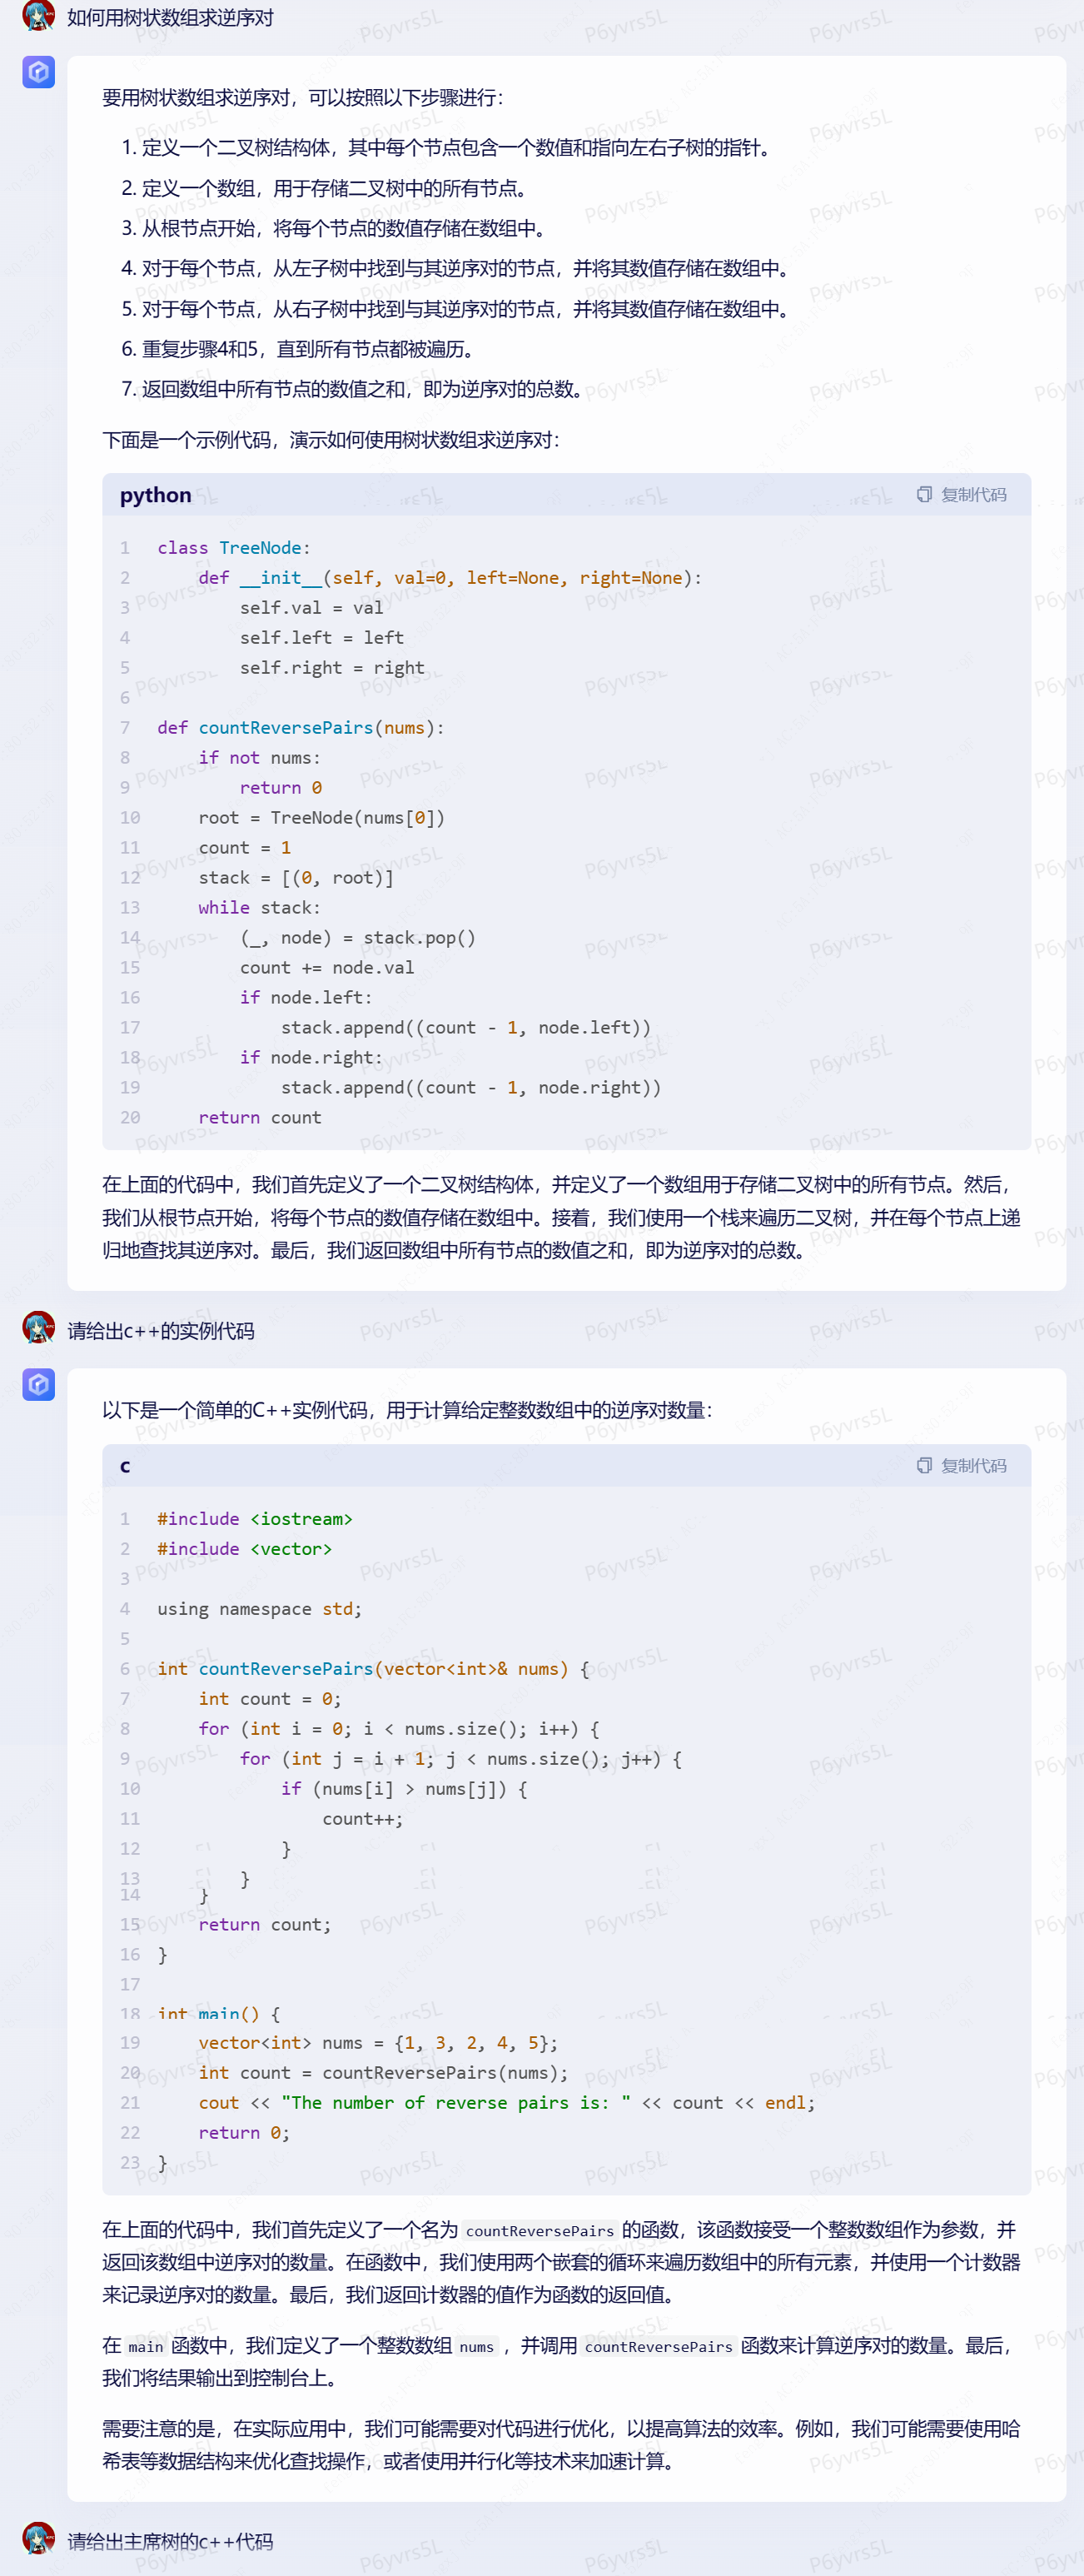 如何用树状数组求逆序对
要用树状数组求逆序对，可以按照以下步骤进行：
1. 定义一个二叉树结构体，其中每个节点包含一个数值和指向左右子树的指针。
2. 定义一个数组，用于存储二叉树中的所有节点。
3. 从根节点开始，将每个节点的数值存储在数组中。
4. 对于每个节点，从左子树中找到与其逆序对的节点，并将其数值存储在数组中。
5. 对于每个节点，从右子树中找到与其逆序对的节点，并将其数值存储在数组中。
6. 重复步骤4和5，直到所有节点都被遍历。
7. 返回数组中所有节点的数值之和，即为逆序对的总数。
下面是一个示例代码，演示如何使用树状数组求逆序对：
python 复制代码
1 class TreeNode:
2     def __init__(self, val=0, left=None, right=None):
3         self.val = val
4         self.left = left
5         self.right = right
6
7 def countReversePairs(nums):
8     if not nums:
9         return 0
10     root = TreeNode(nums[0])
11     count = 1
12     stack = [(0, root)]
13     while stack:
14         (_, node) = stack.pop()
15         count += node.val
16         if node.left:
17             stack.append((count - 1, node.left))
18         if node.right:
19             stack.append((count - 1, node.right))
20     return count
在上面的代码中，我们首先定义了一个二叉树结构体，并定义了一个数组用于存储二叉树中的所有节点。然后，
我们从根节点开始，将每个节点的数值存储在数组中。接着，我们使用一个栈来遍历二叉树，并在每个节点上递
归地查找其逆序对。最后，我们返回数组中所有节点的数值之和，即为逆序对的总数。
请给出c++的实例代码
以下是一个简单的C++实例代码，用于计算给定整数数组中的逆序对数量：
c 复制代码
1 #include <iostream>
2 #include <vector>
3
4 using namespace std;
5
6 int countReversePairs(vector<int>& nums) {
7     int count = 0;
8     for (int i = 0; i < nums.size(); i++) {
9         for (int j = i + 1; j < nums.size(); j++) {
10             if (nums[i] > nums[j]) {
11                 count++;
12             }
13         }
14     }
15     return count;
16 }
17
18 int main() {
19     vector<int> nums = {1, 3, 2, 4, 5};
20     int count = countReversePairs(nums);
21     cout << "The number of reverse pairs is: " << count << endl;
22     return 0;
23 }
在上面的代码中，我们首先定义了一个名为 countReversePairs 的函数，该函数接受一个整数数组作为参数，并
返回该数组中逆序对的数量。在函数中，我们使用两个嵌套的循环来遍历数组中的所有元素，并使用一个计数器
来记录逆序对的数量。最后，我们返回计数器的值作为函数的返回值。
在 main 函数中，我们定义了一个整数数组 nums ，并调用 countReversePairs 函数来计算逆序对的数量。最后，
我们将结果输出到控制台上。
需要注意的是，在实际应用中，我们可能需要对代码进行优化，以提高算法的效率。例如，我们可能需要使用哈
希表等数据结构来优化查找操作，或者使用并行化等技术来加速计算。
请给出主席树的c++代码
P6yvrs5L